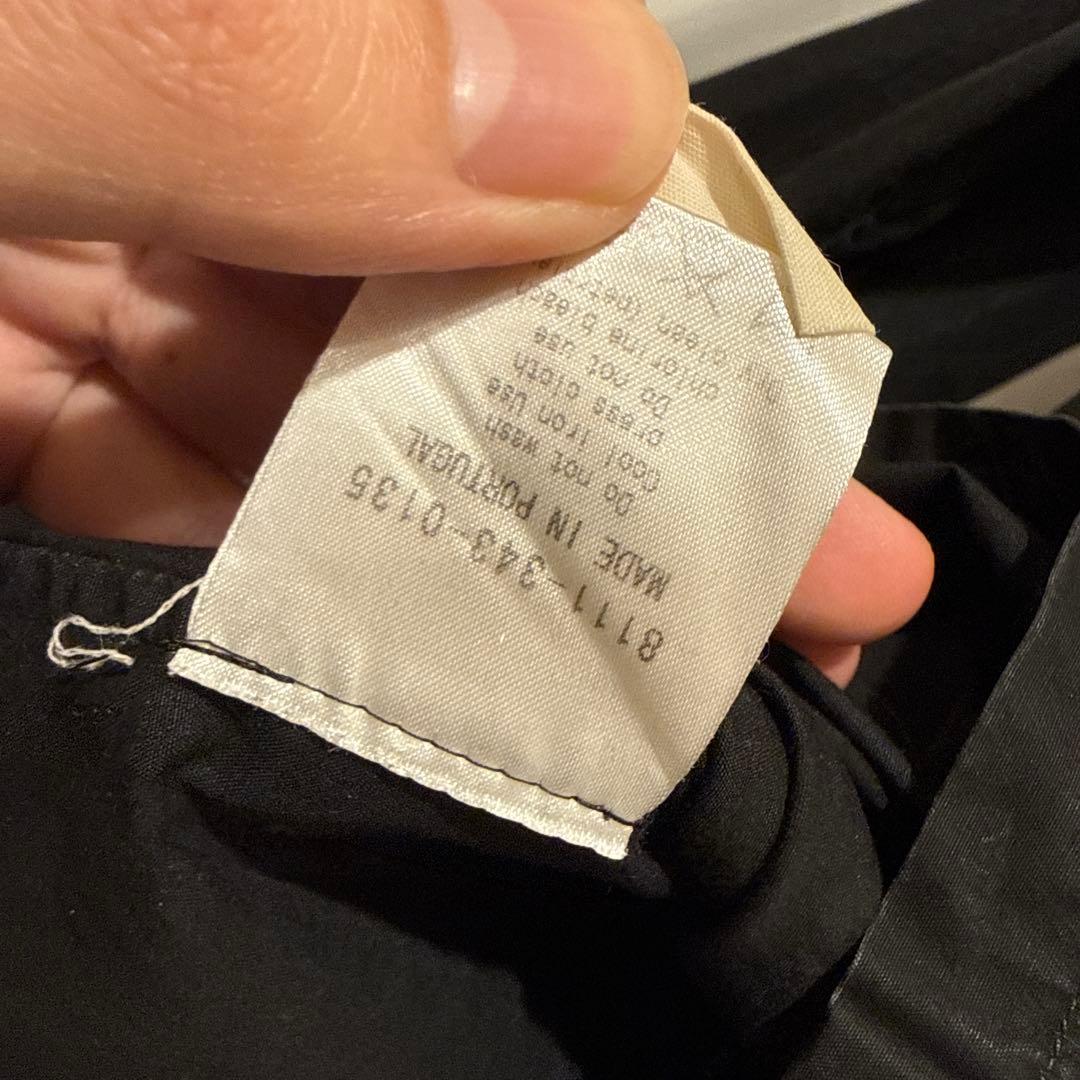 8111-343-0135
MADE IN PORTUGAL
Do not wash
Cool iron use
press cloth
Do not use
chlorine bleach
clean